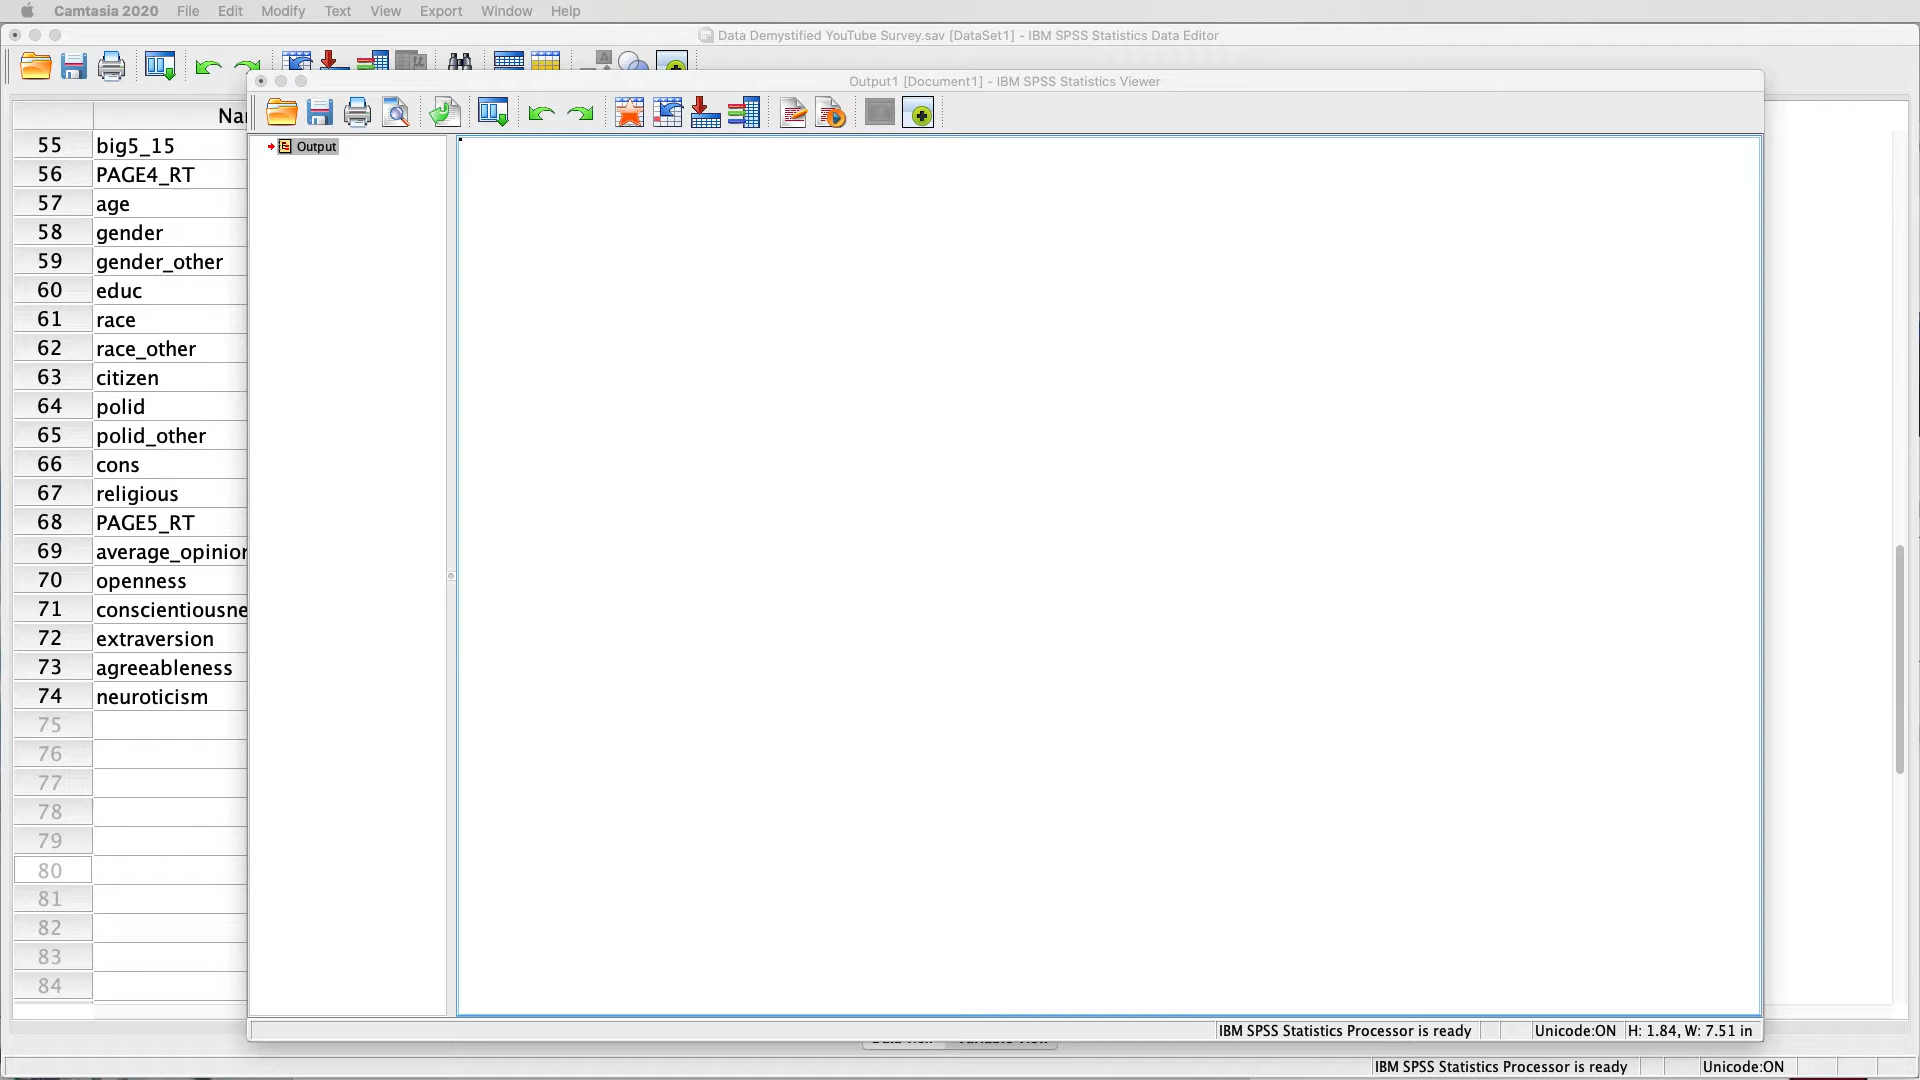 Camtasia 2020 File Edit Modify Text View Export Window Help
Data Demystified YouTube Survey.sav [DataSet1] - IBM SPSS Statistics Data Editor
Output1 [Document1] - IBM SPSS Statistics Viewer
Output
55 big5_15
56 PAGE4_RT
57 age
58 gender
59 gender_other
60 educ
61 race
62 race_other
63 citizen
64 polid
65 polid_other
66 cons
67 religious
68 PAGE5_RT
69 average_opinion
70 openness
71 conscientiousne
72 extraversion
73 agreeableness
74 neuroticism
75
76
77
78
79
80
81
82
83
84
IBM SPSS Statistics Processor is ready Unicode:ON H: 1.84, W: 7.51 in
IBM SPSS Statistics Processor is ready Unicode:ON